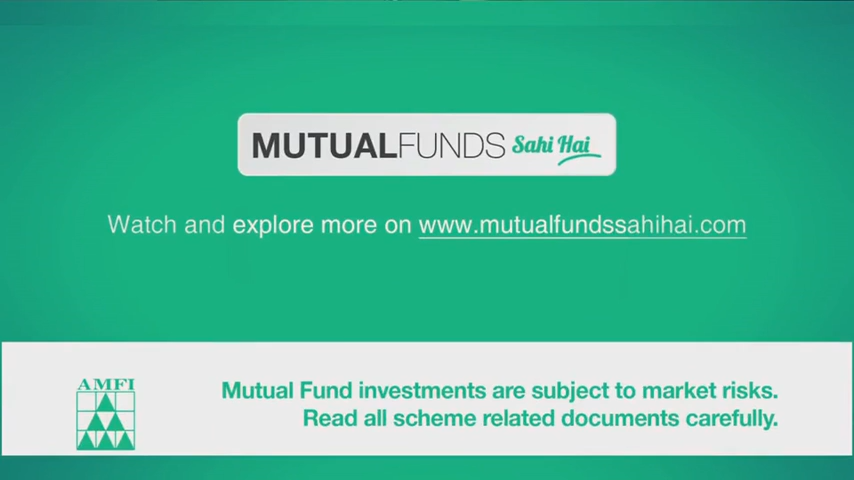 MUTUALFUNDS Sahi Hai
Watch and explore more on www.mutualfundssahihai.com
AMFI
Mutual Fund investments are subject to market risks.
Read all scheme related documents carefully.